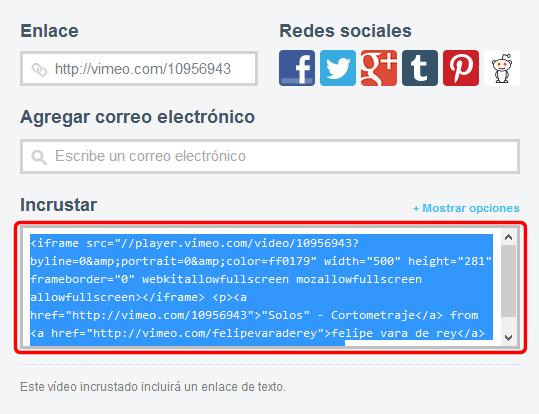 Enlace
Redes sociales
http://vimeo.com/10956943
Agregar correo electrónico
Escribe un correo electrónico
Incrustar
+ Mostrar opciones
<iframe src="//player.vimeo.com/video/10956943?
byline=0&amp;portrait=0&amp;color=ff0179" width="500" height="281"
frameborder="0" webkitallowfullscreen mozallowfullscreen
allowfullscreen></iframe> <p><a
href="http://vimeo.com/10956943">"Solos" - Cortometraje</a> from
<a href="http://vimeo.com/felipevaraderey">felipe vara de rey</a>
Este vídeo incrustado incluirá un enlace de texto.